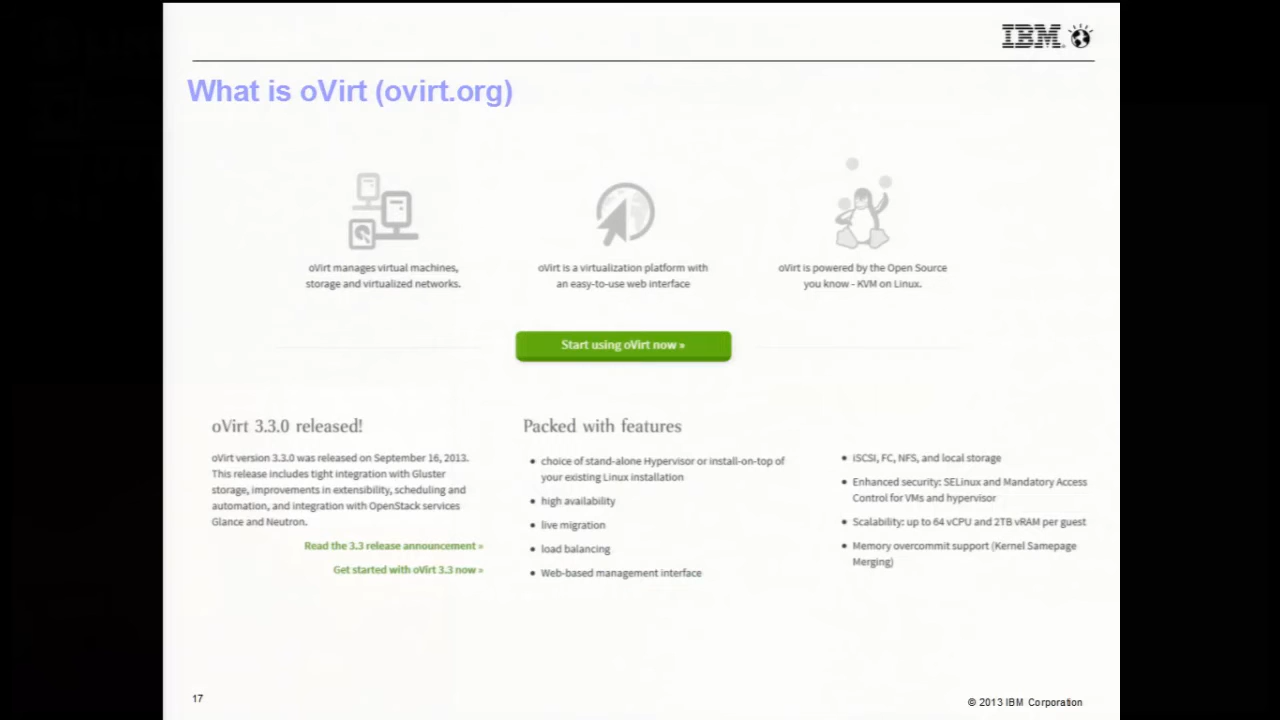 IBM
What is oVirt (ovirt.org)
oVirt manages virtual machines,
storage and virtualized networks.
oVirt is a virtualization platform with
an easy-to-use web interface
oVirt is powered by the Open Source
you know - KVM on Linux.
Start using oVirt now »
oVirt 3.3.0 released!
oVirt version 3.3.0 was released on September 16, 2013.
This release includes tight integration with Gluster
storage, improvements in extensibility, scheduling and
automation, and integration with OpenStack services
Glance and Neutron.
Read the 3.3 release announcement »
Get started with oVirt 3.3 now »
Packed with features
• choice of stand-alone Hypervisor or install-on-top of
your existing Linux installation
• high availability
• live migration
• load balancing
• Web-based management interface
• iSCSI, FC, NFS, and local storage
• Enhanced security: SELinux and Mandatory Access
Control for VMs and hypervisor
• Scalability: up to 64 vCPU and 2TB vRAM per guest
• Memory overcommit support (Kernel Samepage
Merging)
17
© 2013 IBM Corporation